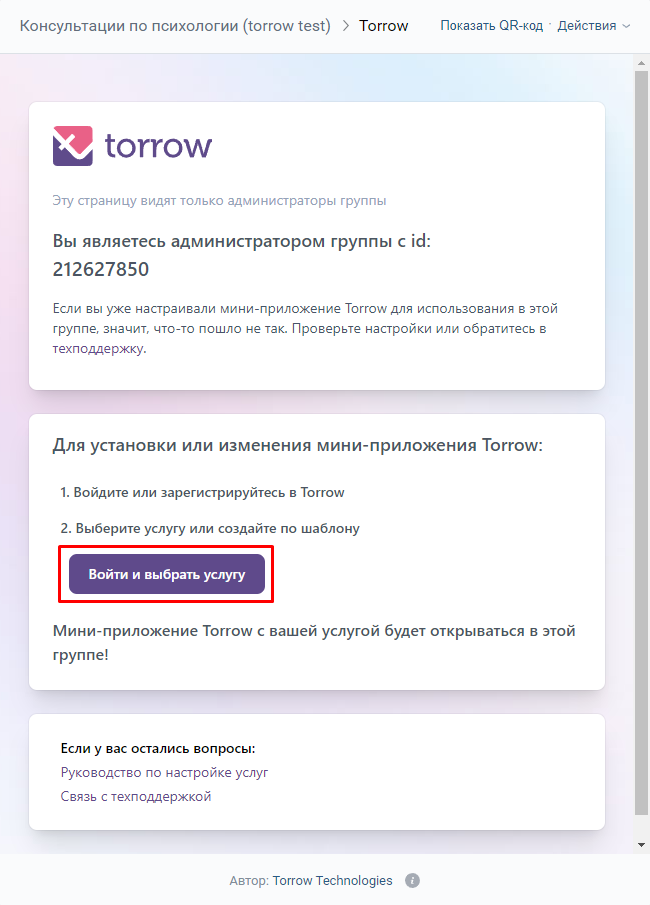 Консультации по психологии (torrow test) > Torrow Показать QR-код · Действия
torrow
Эту страницу видят только администраторы группы
Вы являетесь администратором группы с id:
212627850
Если вы уже настраивали мини-приложение Torrow для использования в этой
группе, значит, что-то пошло не так. Проверьте настройки или обратитесь в
техподдержку.
Для установки или изменения мини-приложения Torrow:
1. Войдите или зарегистрируйтесь в Torrow
2. Выберите услугу или создайте по шаблону
Войти и выбрать услугу
Мини-приложение Torrow с вашей услугой будет открываться в этой
группе!
Если у вас остались вопросы:
Руководство по настройке услуг
Связь с техподдержкой
Автор: Torrow Technologies